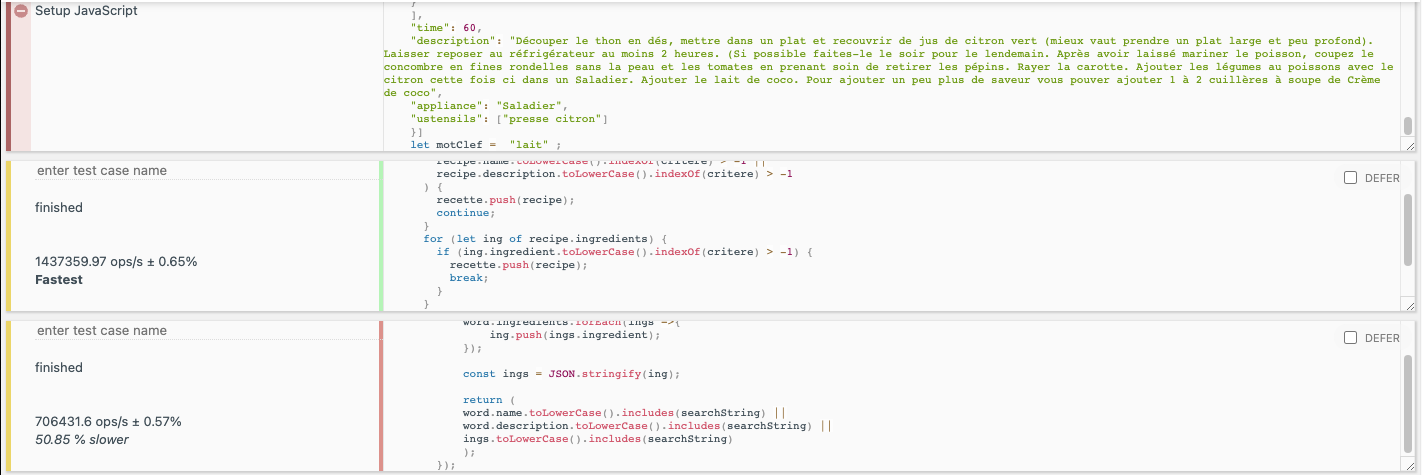 Setup JavaScript
}
],
"time": 60,
"description": "Découper le thon en dés, mettre dans un plat et recouvrir de jus de citron vert (mieux vaut prendre un plat large et peu profond).
Laisser reposer au réfrigérateur au moins 2 heures. (Si possible faites-le le soir pour le lendemain. Après avoir laissé mariner le poisson, coupez le
concombre en fines rondelles sans la peau et les tomates en prenant soin de retirer les pépins. Rayer la carotte. Ajouter les légumes au poissons avec le
citron cette fois ci dans un Saladier. Ajouter le lait de coco. Pour ajouter un peu plus de saveur vous pouver ajouter 1 à 2 cuillères à soupe de Crème
de coco",
"appliance": "Saladier",
"ustensils": ["presse citron"]
}]
let motClef = "lait" ;
enter test case name
finished
1437359.97 ops/s ± 0.65%
Fastest
recipe.name.toLowerCase().indexOf(critere) > -1 ||
recipe.description.toLowerCase().indexOf(critere) > -1
) {
recette.push(recipe);
continue;
}
for (let ing of recipe.ingredients) {
if (ing.ingredient.toLowerCase().indexOf(critere) > -1) {
recette.push(recipe);
break;
}
}
DEFER
enter test case name
finished
706431.6 ops/s ± 0.57%
50.85 % slower
word.ingredients.forEach(ings =>{
ing.push(ings.ingredient);
});
const ings = JSON.stringify(ing);
return (
word.name.toLowerCase().includes(searchString) ||
word.description.toLowerCase().includes(searchString) ||
ings.toLowerCase().includes(searchString)
);
});
DEFER